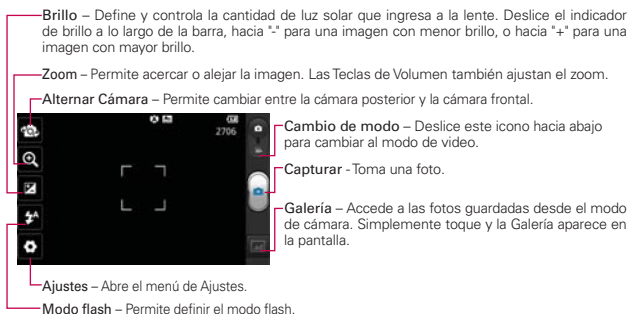 Brillo – Define y controla la cantidad de luz solar que ingresa a la lente. Deslice el indicador
de brillo a lo largo de la barra, hacia "-" para una imagen con menor brillo, o hacia "+" para una
imagen con mayor brillo.
Zoom – Permite acercar o alejar la imagen. Las Teclas de Volumen también ajustan el zoom.
Alternar Cámara – Permite cambiar entre la cámara posterior y la cámara frontal.
2706
Cambio de modo – Deslice este icono hacia abajo
para cambiar al modo de video.
Capturar - Toma una foto.
Galería – Accede a las fotos guardadas desde el modo
de cámara. Simplemente toque y la Galería aparece en
la pantalla.
Ajustes – Abre el menú de Ajustes.
Modo flash – Permite definir el modo flash.